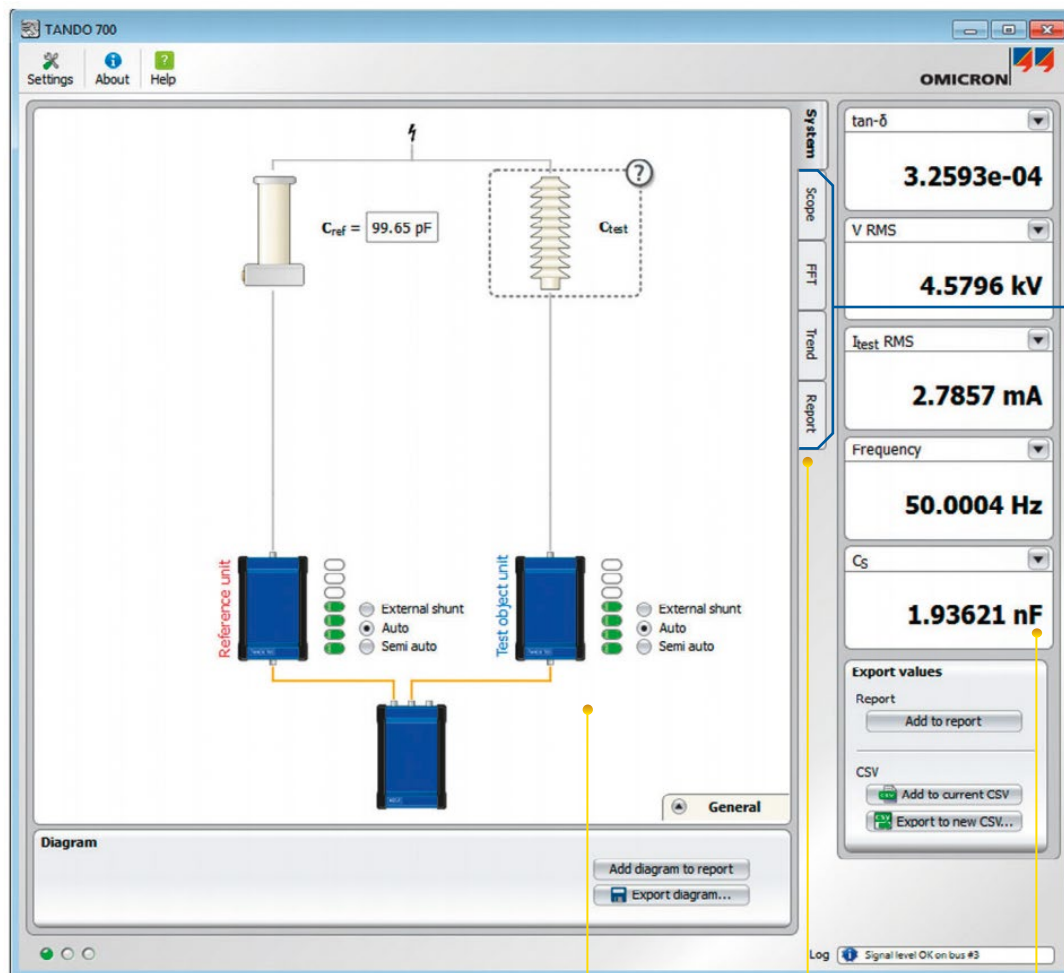 TANDO 700
Settings
About
? Help
OMICRON
System
Scope
FFT
Trend
Report
?
Cref = 99.65 pF
Ctest
Reference unit
External shunt
Auto
Semi auto
TANDO 700
Test object unit
External shunt
Auto
Semi auto
TANDO 700
General
Diagram
Add diagram to report
Export diagram...
tan-δ
3.2593e-04
V RMS
4.5796 kV
Itest RMS
2.7857 mA
Frequency
50.0004 Hz
CS
1.93621 nF
Export values
Report
Add to report
CSV
Add to current CSV
Export to new CSV...
Log
Signal level OK on bus #3